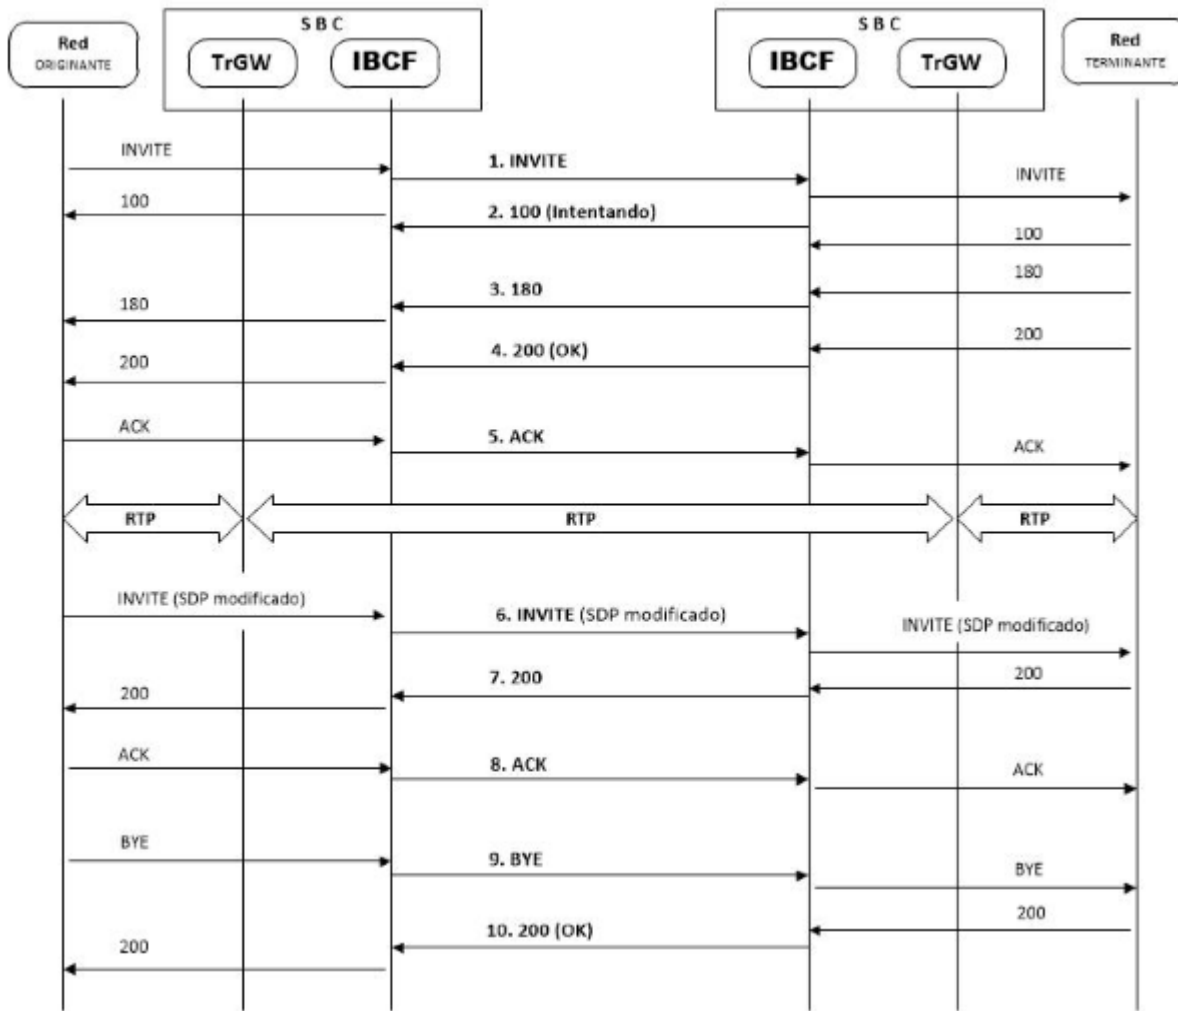 S B C
S B C
Red
ORIGINANTE
TrGW
IBCF
IBCF
TrGW
Red
TERMINANTE
INVITE
1. INVITE
INVITE
100
2. 100 (Intentando)
100
180
3. 180
180
200
4. 200 (OK)
200
ACK
5. ACK
ACK
RTP
RTP
RTP
INVITE (SDP modificado)
6. INVITE (SDP modificado)
INVITE (SDP modificado)
200
7. 200
200
ACK
8. ACK
ACK
BYE
9. BYE
BYE
200
10. 200 (OK)
200